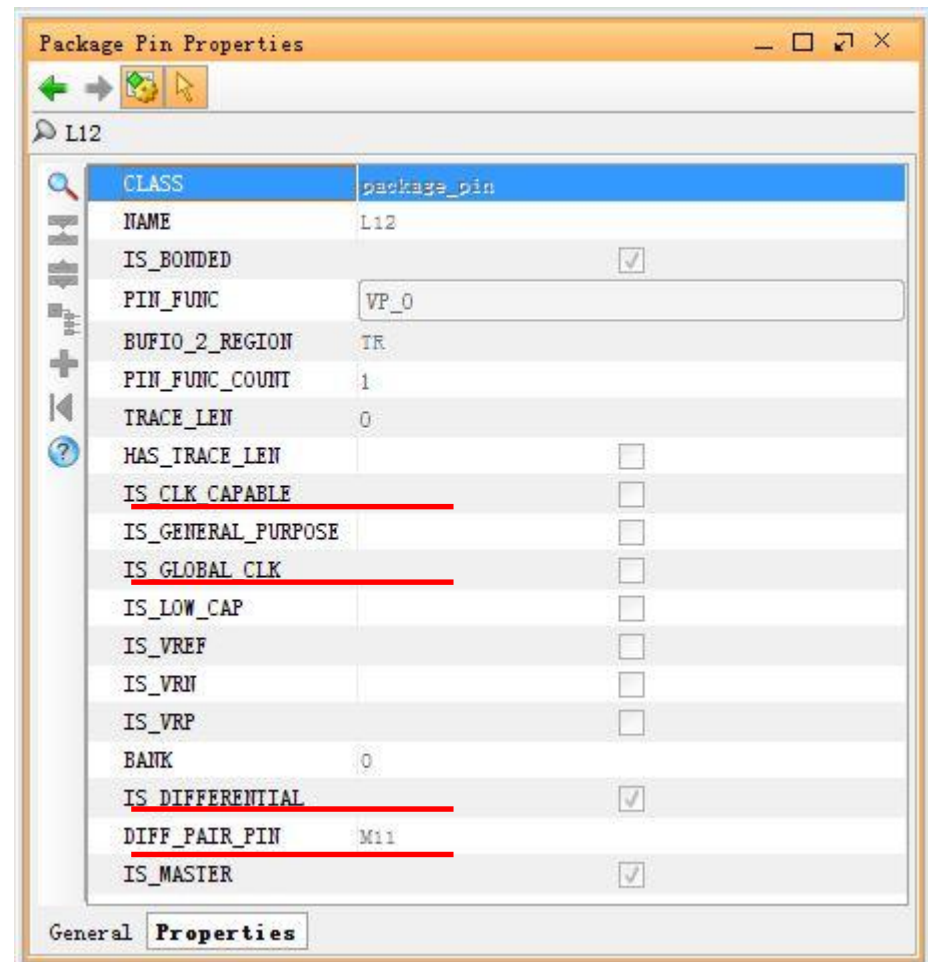 Package Pin Properties
L12
CLASS package_pin
NAME L12
IS_BONDED
PIN_FUNC VP_0
BUFIO_2_REGION TR
PIN_FUNC_COUNT 1
TRACE_LEN 0
HAS_TRACE_LEN
IS_CLK_CAPABLE
IS_GENERAL_PURPOSE
IS_GLOBAL_CLK
IS_LOW_CAP
IS_VREF
IS_VRN
IS_VRP
BANK 0
IS_DIFFERENTIAL
DIFF_PAIR_PIN M11
IS_MASTER
General Properties